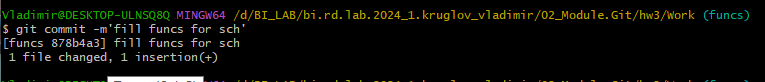 Vladimir@DESKTOP-ULNSQ8Q MINGW64 /d/BI_LAB/bi.rd.lab.2024_1.kruglov_vladimir/02_Module.Git/hw3/Work (funcs)
$ git commit -m'fill funcs for sch'
[funcs 878b4a3] fill funcs for sch
 1 file changed, 1 insertion(+)